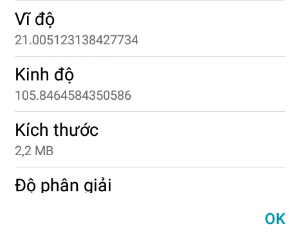 Vĩ độ
21.005123138427734
Kinh độ
105.8464584350586
Kích thước
2,2 MB
Độ phân giải
OK